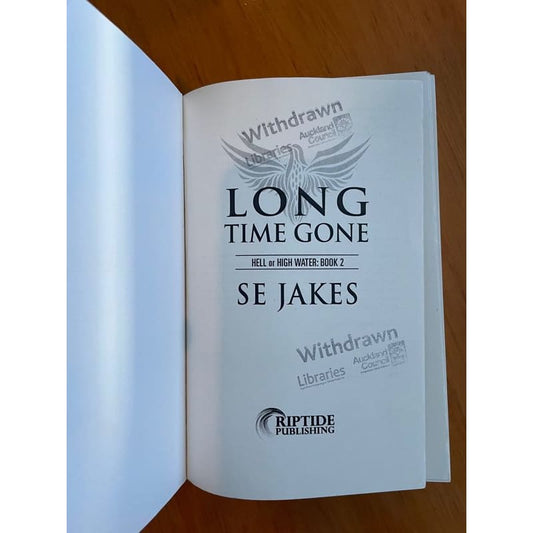 Withdrawn
Libraries
Auckland
Council
LONG
TIME GONE
HELL or HIGH WATER: BOOK 2
SE JAKES
Withdrawn
Libraries
Auckland
Council
RIPTIDE
PUBLISHING